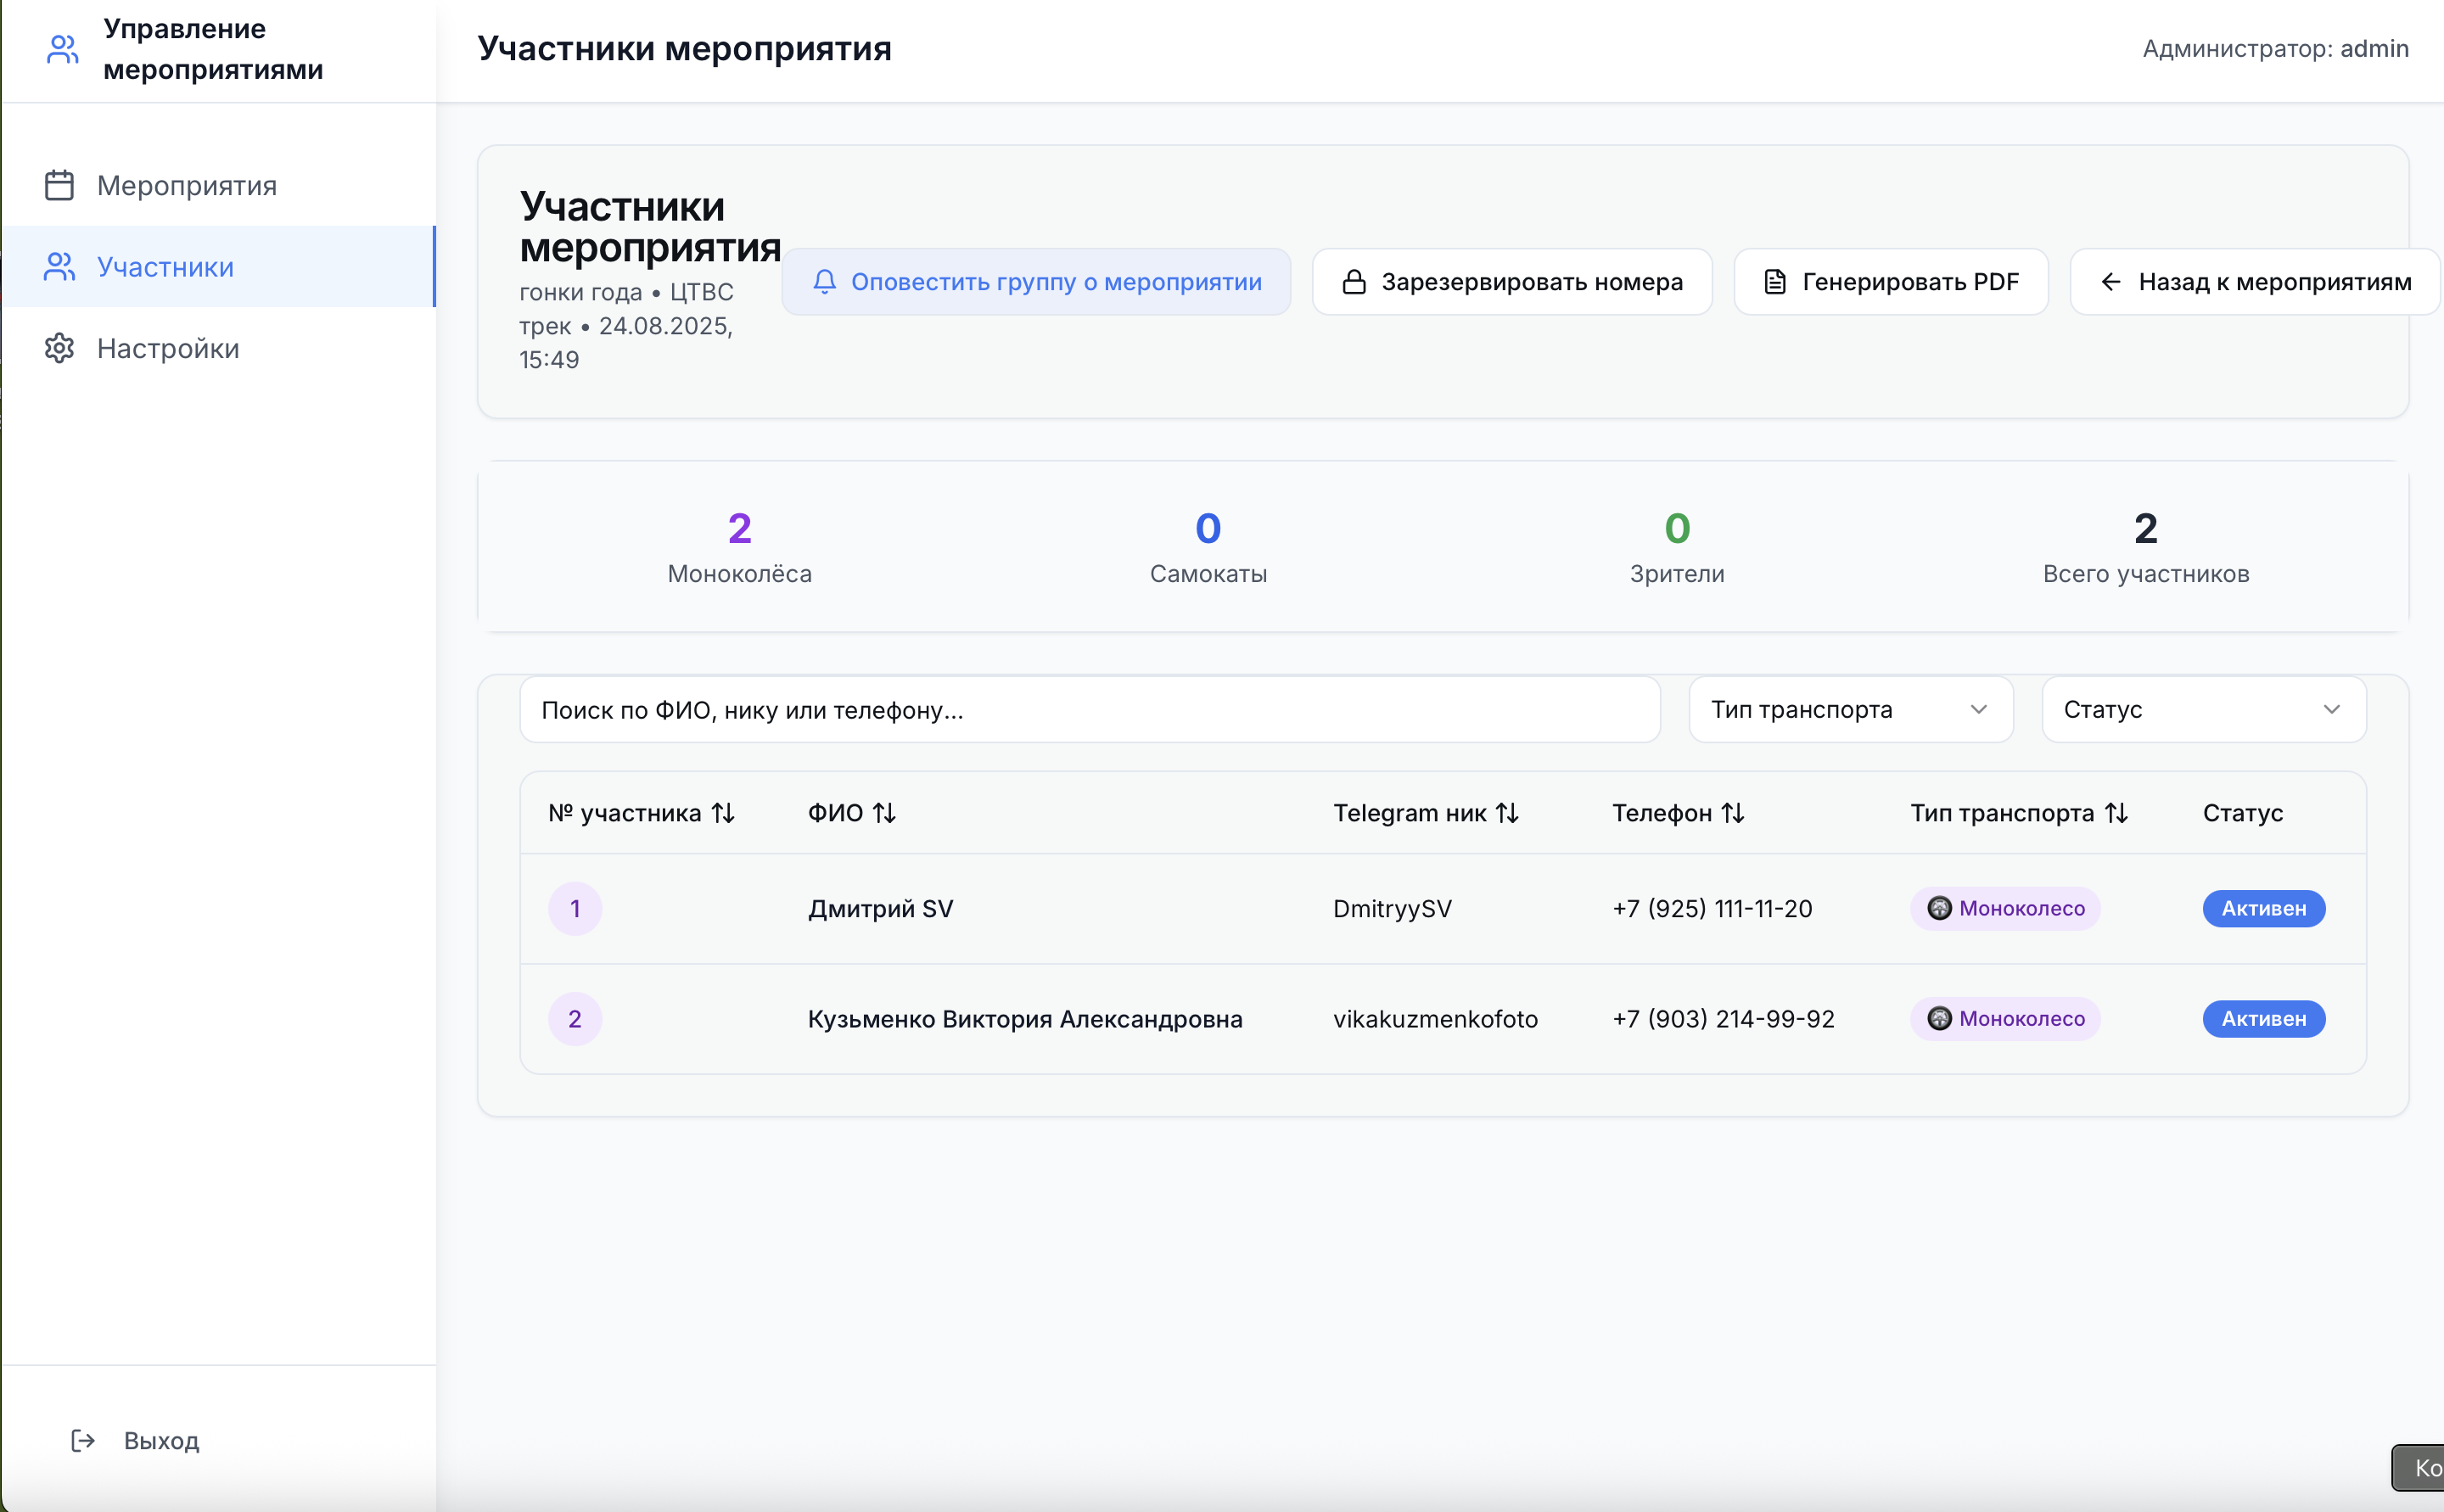 Управление
мероприятиями
Участники мероприятия
Администратор: admin
Мероприятия
Участники
Настройки
Участники
мероприятия
гонки года • ЦТВС
трек • 24.08.2025,
15:49
Оповестить группу о мероприятии
Зарезервировать номера
Генерировать PDF
Назад к мероприятиям
2
Моноколёса
0
Самокаты
0
Зрители
2
Всего участников
Поиск по ФИО, нику или телефону...
Тип транспорта
Статус
№ участника ФИО Telegram ник Телефон Тип транспорта Статус
1 Дмитрий SV DmitryySV +7 (925) 111-11-20 Моноколесо Активен
2 Кузьменко Виктория Александровна vikakuzmenkofoto +7 (903) 214-99-92 Моноколесо Активен
Выход